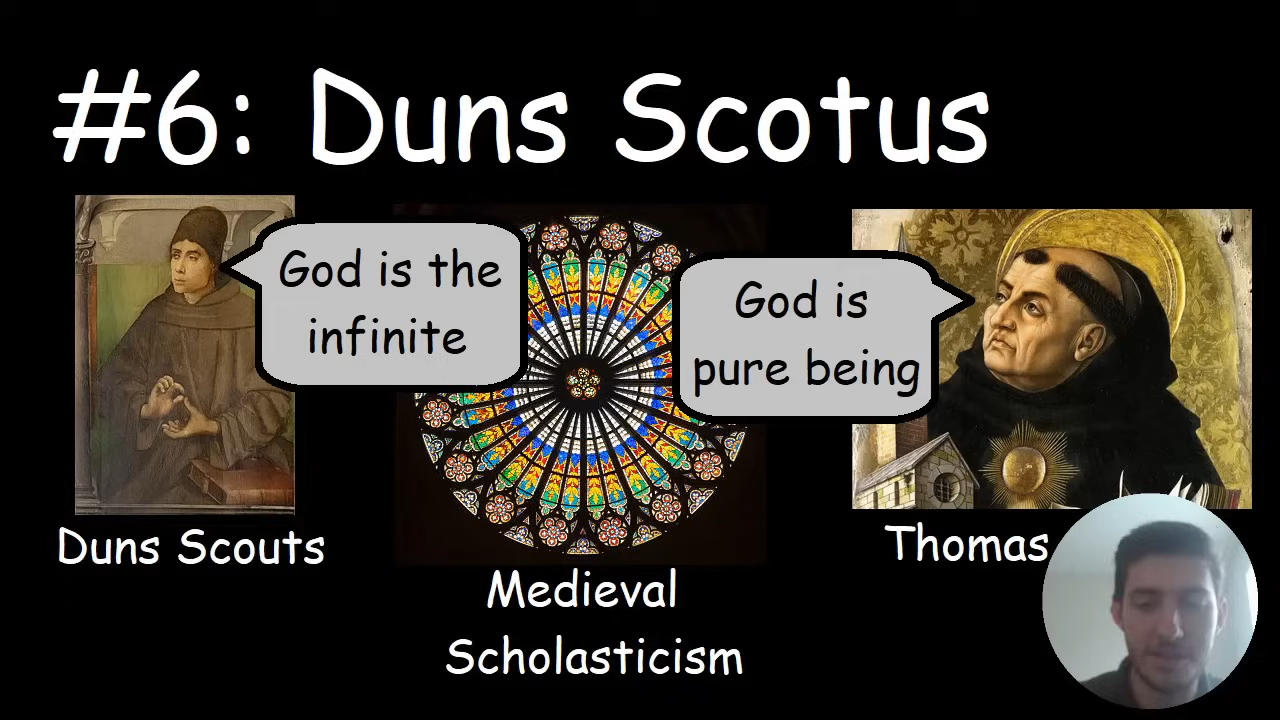 #6: Duns Scotus
God is the
infinite
God is
pure being
Duns Scouts
Thomas
Medieval
Scholasticism